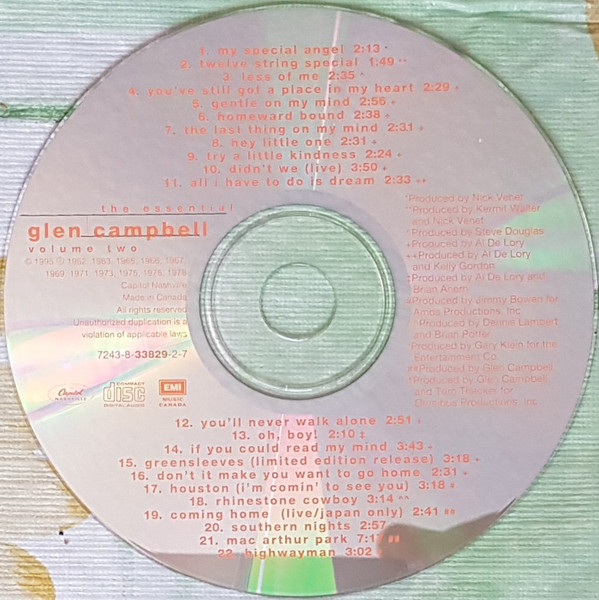 1. my special angel 2:13 *
2. twelve string special 1:49 **
3. less of me 2:35 ^
4. you've still got a place in my heart 2:29 +
5. gentle on my mind 2:56 +
6. homeward bound 2:38 +
7. the last thing on my mind 2:31 +
8. hey little one 2:31 +
9. try a little kindness 2:24 +
10. didn't we (live) 3:50 +
11. all i have to do is dream 2:33 ++
the essential
glen campbell
volume two
© 1995 ℗ 1962, 1963, 1965, 1966, 1967,
1969, 1971, 1973, 1975, 1976, 1978
Capitol Nashville
Made in Canada
All rights reserved
Unauthorized duplication is a
violation of applicable laws
7243-8-33829-2-7
Capitol
NASHVILLE
COMPACT
disc
DIGITAL AUDIO
EMI
MUSIC
CANADA
*Produced by Nick Venet
**Produced by Kermit Walter
and Nick Venet
^Produced by Steve Douglas
+Produced by Al De Lory
++Produced by Al De Lory
and Kelly Gordon
‡Produced by Al De Lory and
Brian Ahern
#Produced by Jimmy Bowen for
Amos Productions, Inc
Produced by Dennis Lambert
and Brian Potter
Produced by Gary Klein for the
Entertainment Co.
##Produced by Glen Campbell
Produced by Glen Campbell
and Tom Thacker for
Omnibus Productions, Inc
12. you'll never walk alone 2:51 +
13. oh, boy! 2:10 ‡
14. if you could read my mind 3:43 +
15. greensleeves (limited edition release) 3:18 +
16. don't it make you want to go home 2:31 +
17. houston (i'm comin' to see you) 3:18 #
18. rhinestone cowboy 3:14 ^^
19. coming home (live/japan only) 2:41 ##
20. southern nights 2:57
21. mac arthur park 7:17 ##
22. highwayman 3:02